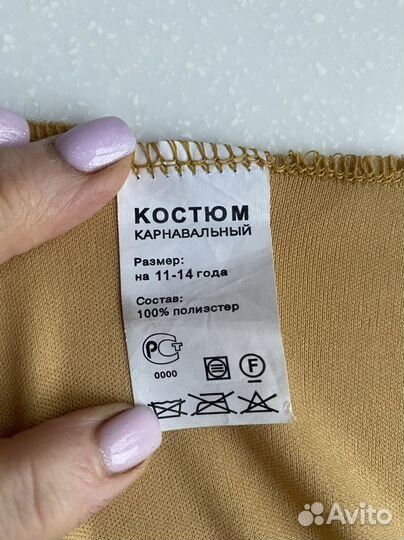 КОСТЮМ
КАРНАВАЛЬНЫЙ
Размер:
на 11-14 года
Состав:
100% полиэстер
РСТ
0000
F
Avito